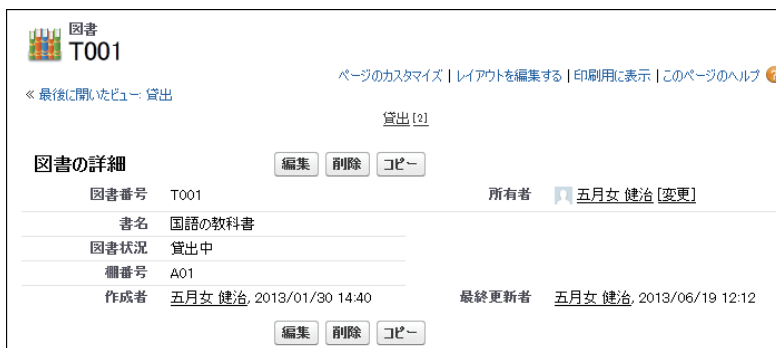 図書
T001
ページのカスタマイズ | レイアウトを編集する | 印刷用に表示 | このページのヘルプ ?
« 最後に開いたビュー: 貸出
貸出 [2]
図書の詳細 編集 削除 コピー
図書番号 T001 所有者 五月女 健治 [変更]
書名 国語の教科書
図書状況 貸出中
棚番号 A01
作成者 五月女 健治, 2013/01/30 14:40 最終更新者 五月女 健治, 2013/06/19 12:12
編集 削除 コピー